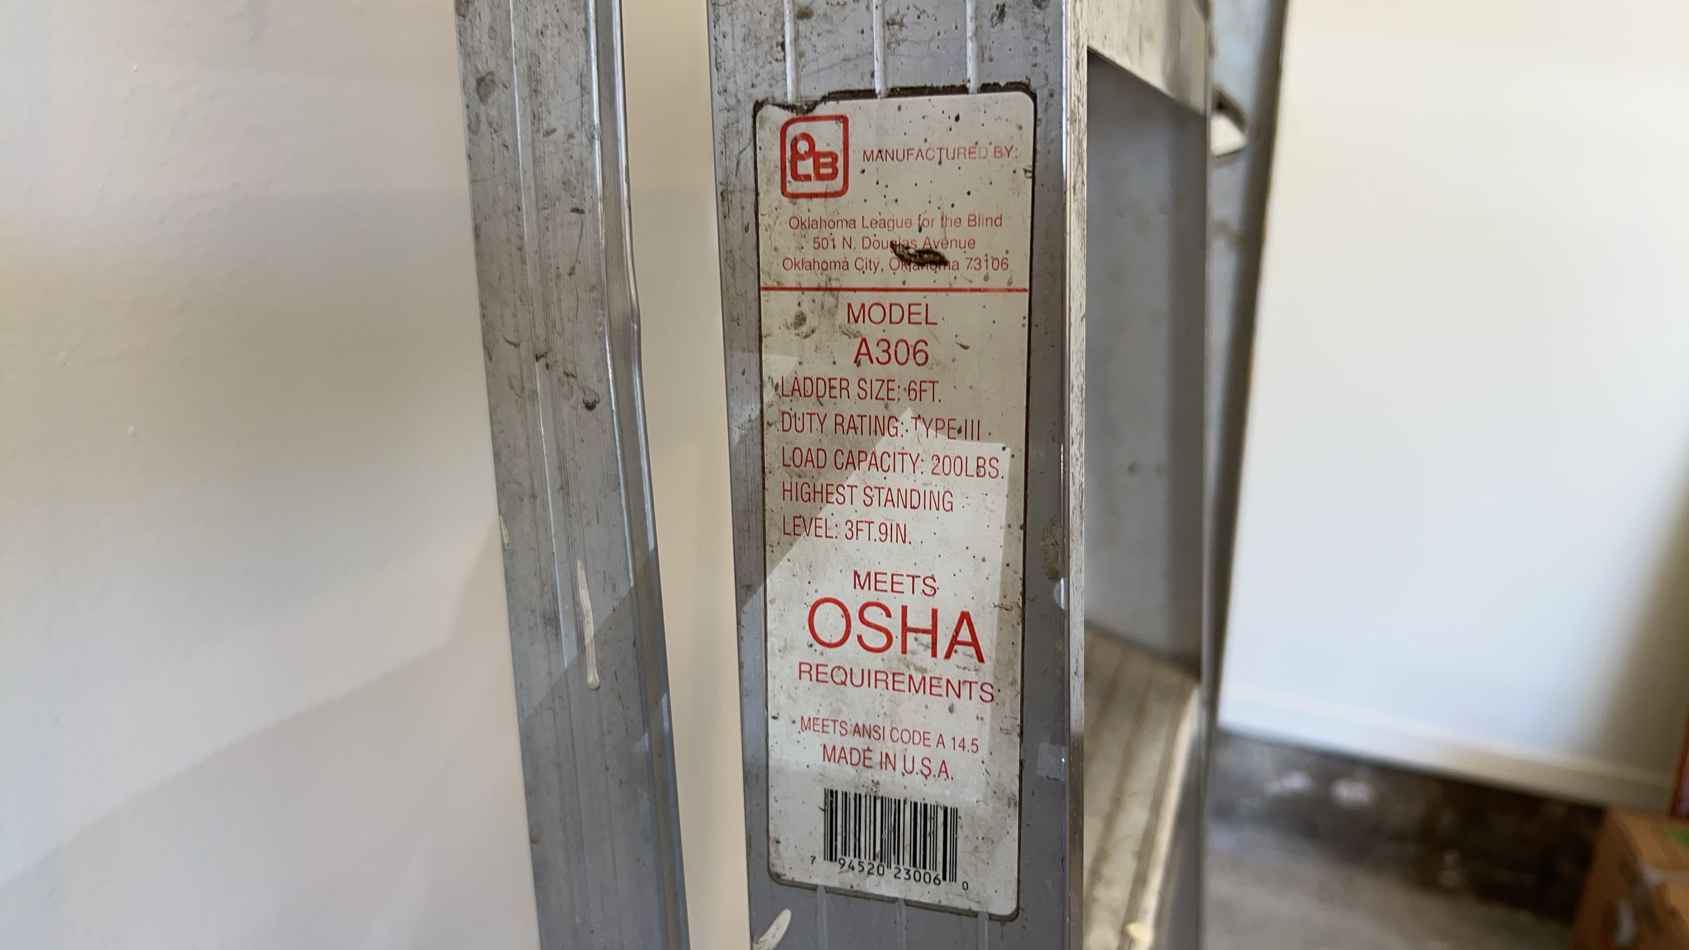 OLB
MANUFACTURED BY:
Oklahoma League for the Blind
501 N. Douglas Avenue
Oklahoma City, Oklahoma 73106
MODEL
A306
LADDER SIZE: 6FT.
DUTY RATING: TYPE III
LOAD CAPACITY: 200LBS.
HIGHEST STANDING
LEVEL: 3FT.9IN.
MEETS
OSHA
REQUIREMENTS
MEETS ANSI CODE A 14.5
MADE IN U.S.A.
7 94520 23006 0